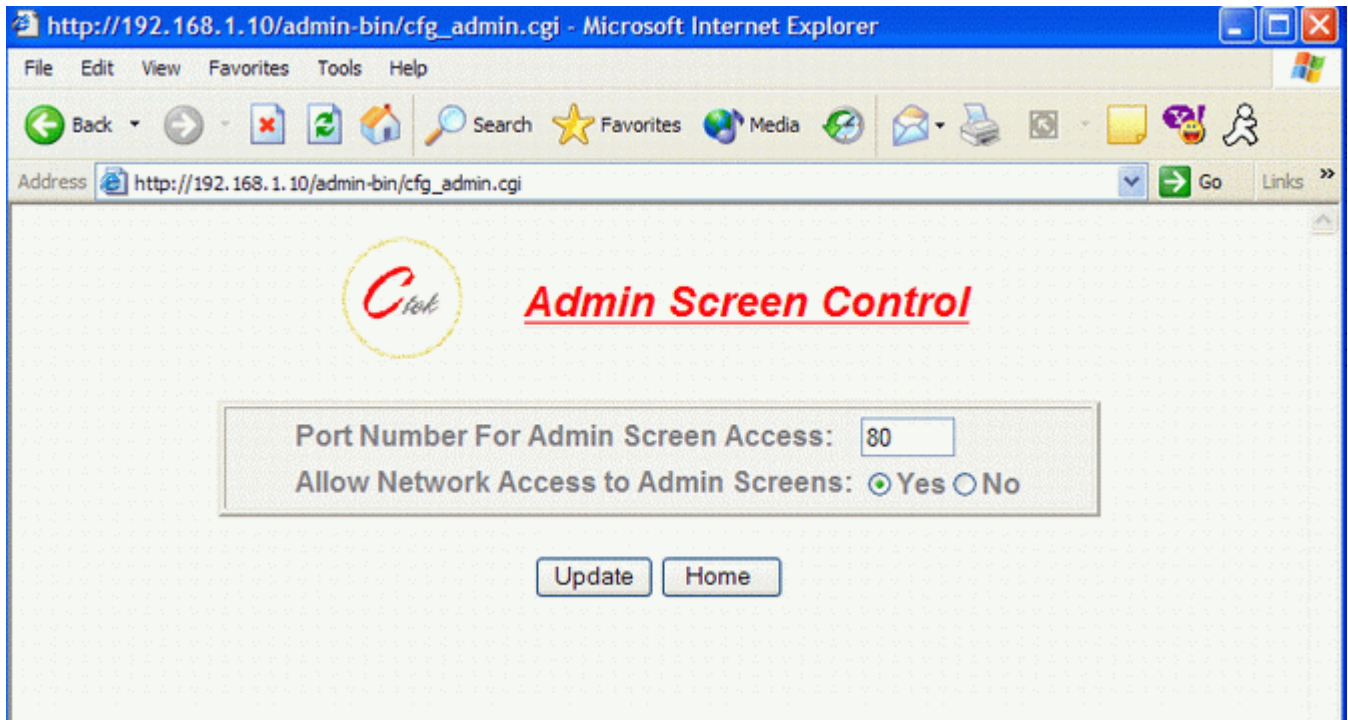 http://192.168.1.10/admin-bin/cfg_admin.cgi - Microsoft Internet Explorer
File Edit View Favorites Tools Help
Back Search Favorites Media
Address http://192.168.1.10/admin-bin/cfg_admin.cgi Go Links »
Ctek Admin Screen Control
Port Number For Admin Screen Access: 80
Allow Network Access to Admin Screens: Yes No
Update Home